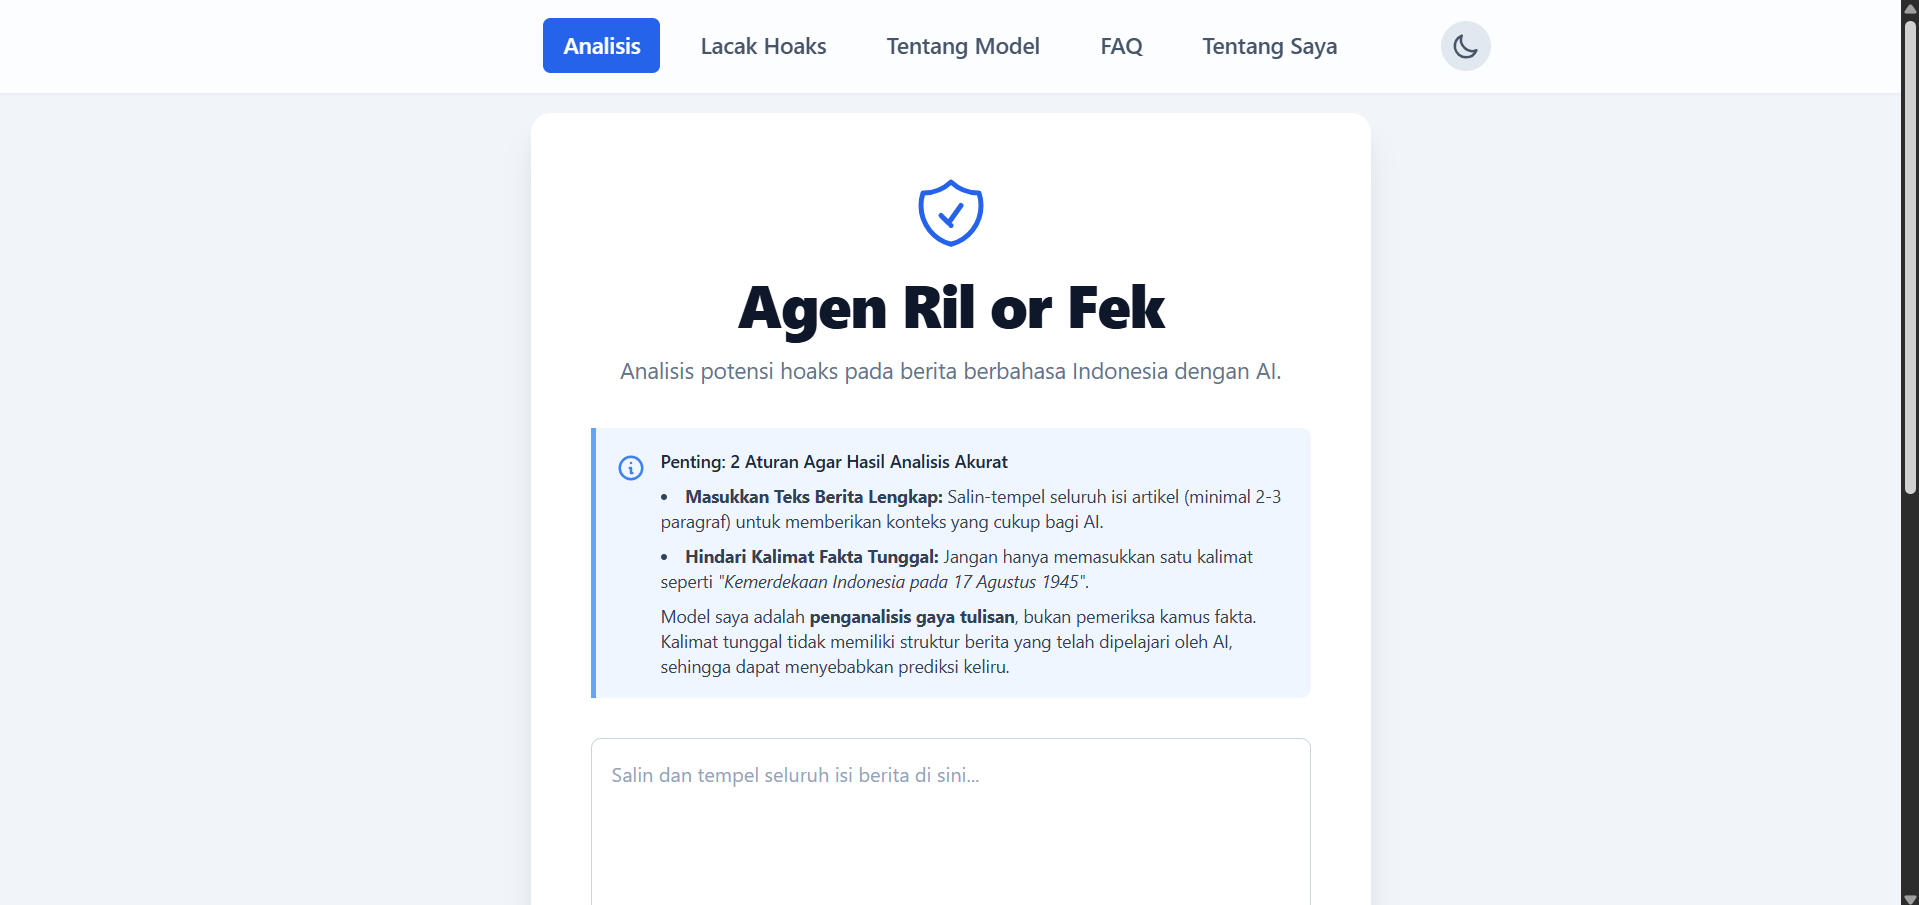 Analisis
Lacak Hoaks
Tentang Model
FAQ
Tentang Saya
Agen Ril or Fek
Analisis potensi hoaks pada berita berbahasa Indonesia dengan AI.
Penting: 2 Aturan Agar Hasil Analisis Akurat
• Masukkan Teks Berita Lengkap: Salin-tempel seluruh isi artikel (minimal 2-3
paragraf) untuk memberikan konteks yang cukup bagi AI.
• Hindari Kalimat Fakta Tunggal: Jangan hanya memasukkan satu kalimat
seperti "Kemerdekaan Indonesia pada 17 Agustus 1945".
Model saya adalah penganalisis gaya tulisan, bukan pemeriksa kamus fakta.
Kalimat tunggal tidak memiliki struktur berita yang telah dipelajari oleh AI,
sehingga dapat menyebabkan prediksi keliru.
Salin dan tempel seluruh isi berita di sini...